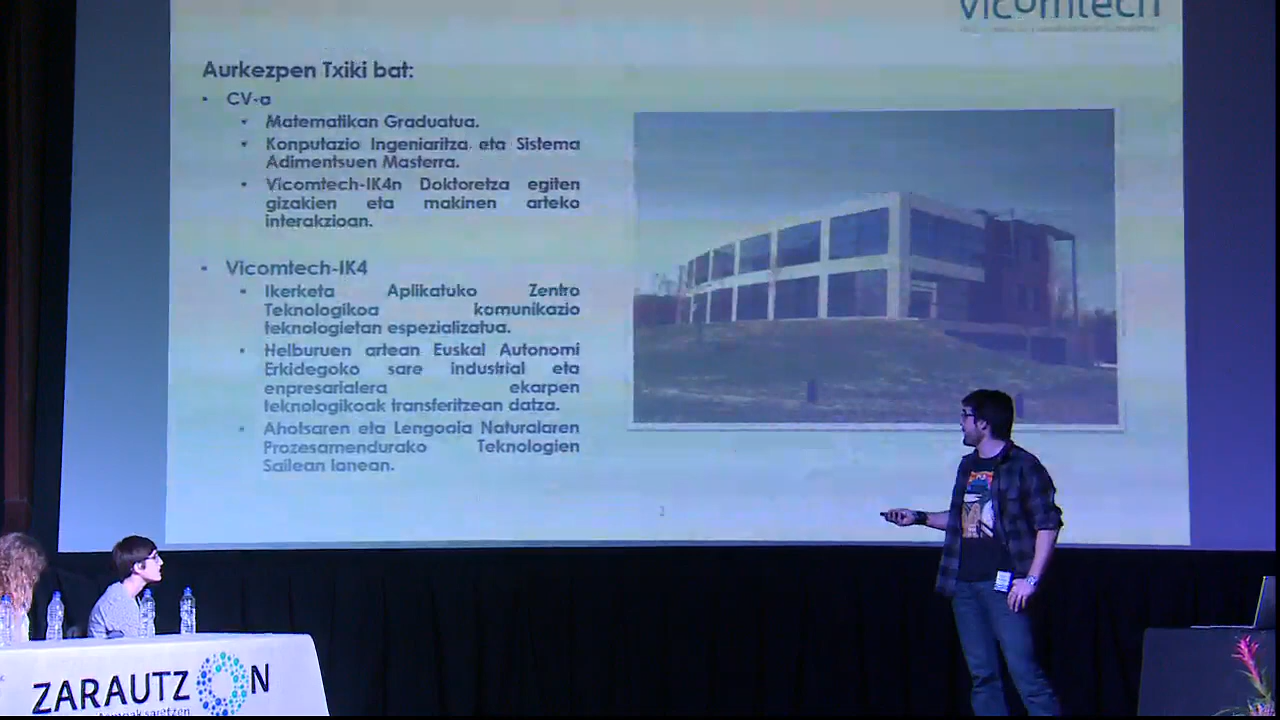 vicomtech
Aurkezpen Txiki bat:
• CV-a
• Matematikan Graduatua.
• Konputazio Ingeniaritza eta Sistema
Adimentsuen Masterra.
• Vicomtech-IK4n Doktoretza egiten
gizakien eta makinen arteko
interakzioan.
• Vicomtech-IK4
• Ikerketa Aplikatuko Zentro
Teknologikoa komunikazio
teknologietan espezializatua.
• Helburuen artean Euskal Autonomi
Erkidegoko sare industrial eta
enpresarialera ekarpen
teknologikoak transferitzean datza.
• Ahotsaren eta Lengoaia Naturalaren
Prozesamendurako Teknologien
Sailean lanean.
2
ZARAUTZON
saretzen